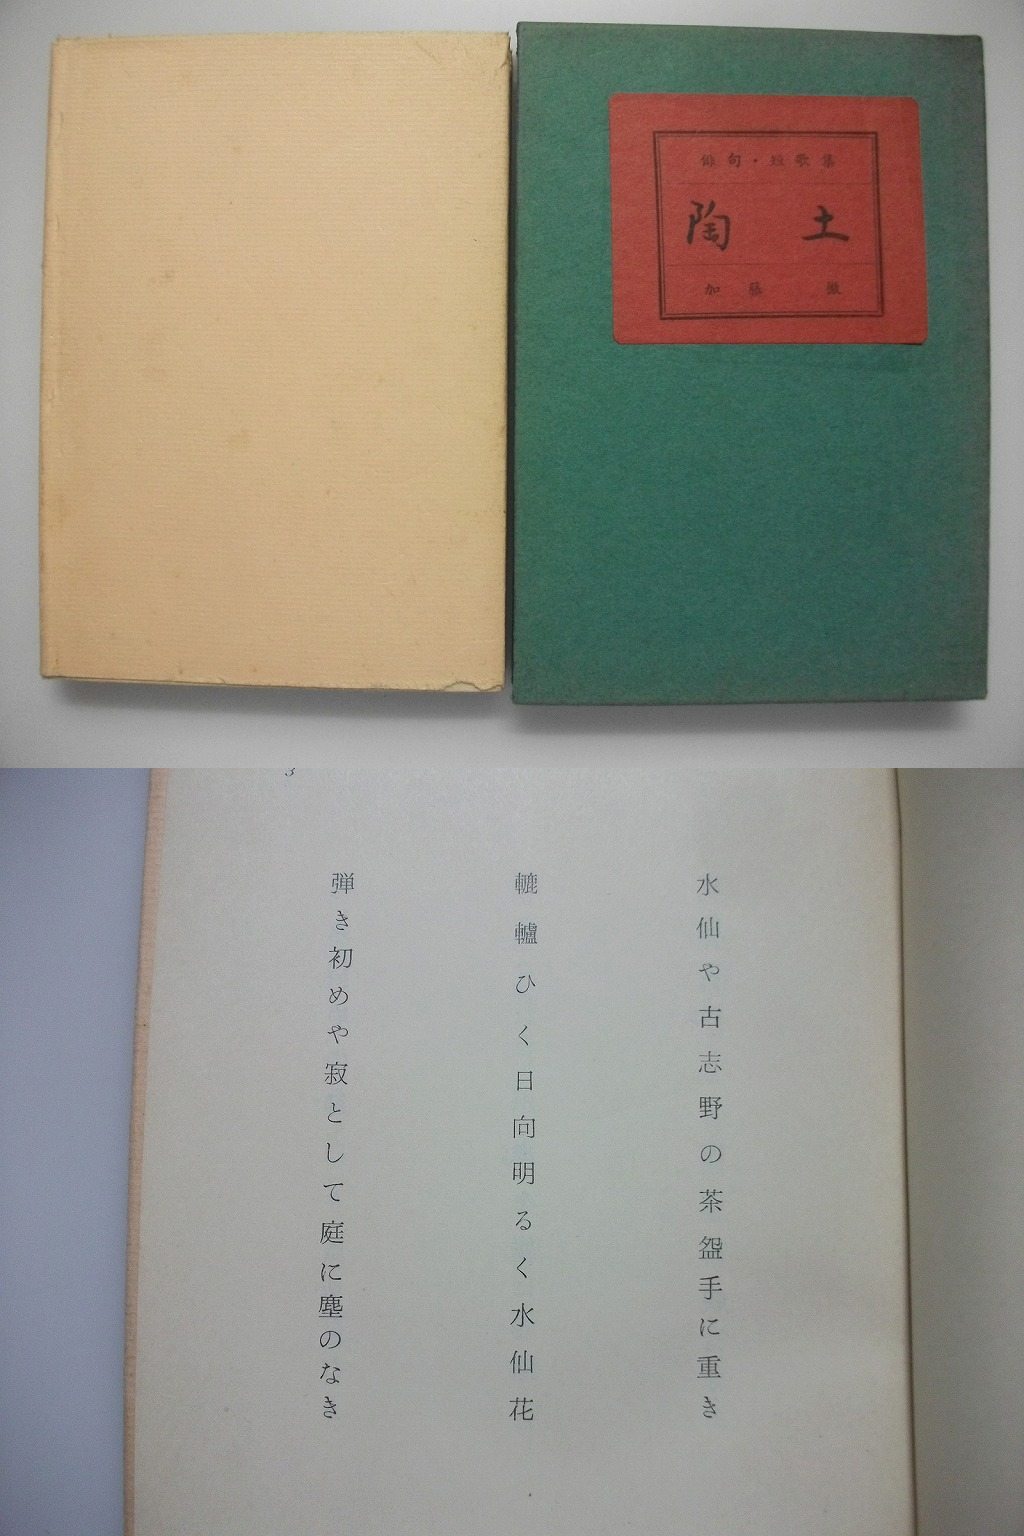 俳句・短歌集
陶土
加藤
3
水仙や古志野の茶盌手に重き
轆轤ひく日向明るく水仙花
弾き初めや寂として庭に塵のなき